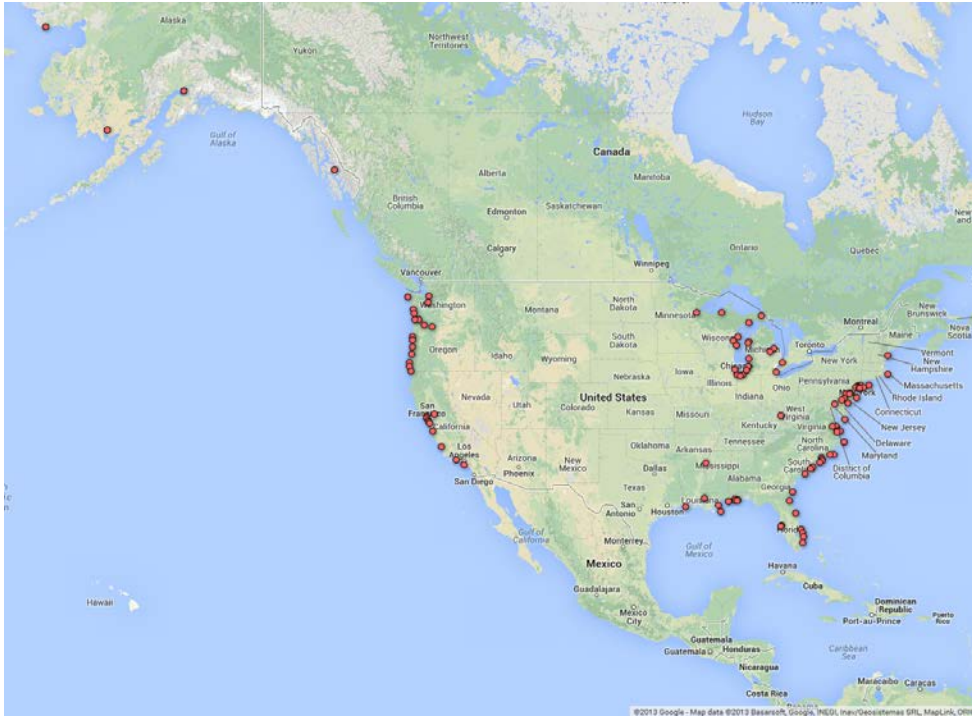 Alaska
Northwest
Territories
Yukon
Hudson
Bay
Gulf of
Alaska
Canada
Alberta
Manitoba
British
Columbia
Saskatchewan
Edmonton
Ontario
Quebec
Calgary
Vancouver
Winnipeg
Washington
North
Dakota
Montana
Minnesota
New
Brunswick
Montreal
Maine
Nova
Scotia
Oregon
Idaho
South
Dakota
Wyoming
Wisconsin
Michigan
Toronto
New York
Vermont
New
Hampshire
Iowa
Nebraska
Illinois
Indiana
Ohio
Pennsylvania
Massachusetts
Rhode Island
Connecticut
New Jersey
Delaware
Maryland
District of
Columbia
Nevada
Utah
Colorado
United States
Kansas
Missouri
West
Virginia
Kentucky
Virginia
San
Francisco
California
Los
Angeles
San Diego
Arizona
Phoenix
New
Mexico
Oklahoma
Arkansas
Tennessee
North
Carolina
South
Carolina
Mississippi
Alabama
Georgia
Dallas
Texas
Louisiana
San
Antonio
Houston
Florida
Gulf of
California
Monterrey
Gulf of
Mexico
Mexico
Havana
Cuba
Guadalajara
Mexico
City
Hawaii
Dominican
Republic
Port-au-Prince
Puerto
Rico
Guatemala
Guatemala
Honduras
Nicaragua
Caribbean
Sea
Costa Rica
Maracaibo
Caracas
©2013 Google - Map data ©2013 Basarsoft, Google, INEGI, Inav/Geosistemas SRL, MapLink,